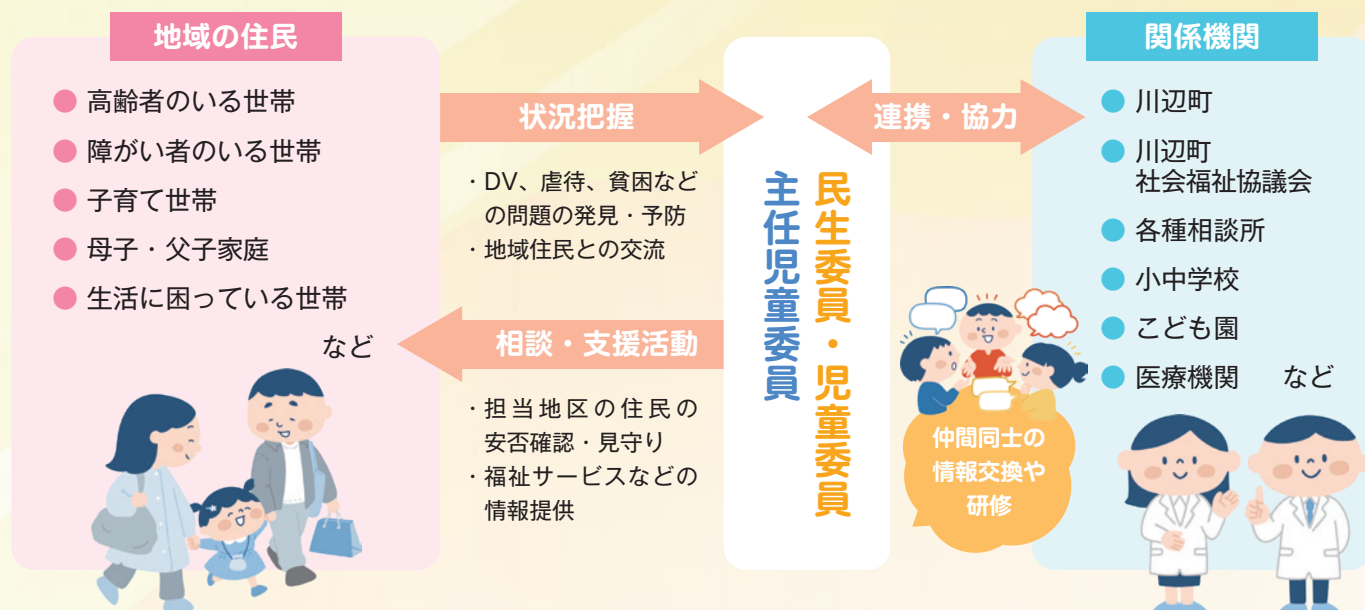 地域の住民
● 高齢者のいる世帯
● 障がい者のいる世帯
● 子育て世帯
● 母子・父子家庭
● 生活に困っている世帯
など
状況把握
・DV、虐待、貧困など
の問題の発見・予防
・地域住民との交流
相談・支援活動
・担当地区の住民の
安否確認・見守り
・福祉サービスなどの
情報提供
民生委員・児童委員
主任児童委員
連携・協力
仲間同士の
情報交換や
研修
関係機関
● 川辺町
● 川辺町
社会福祉協議会
● 各種相談所
● 小中学校
● こども園
● 医療機関 など